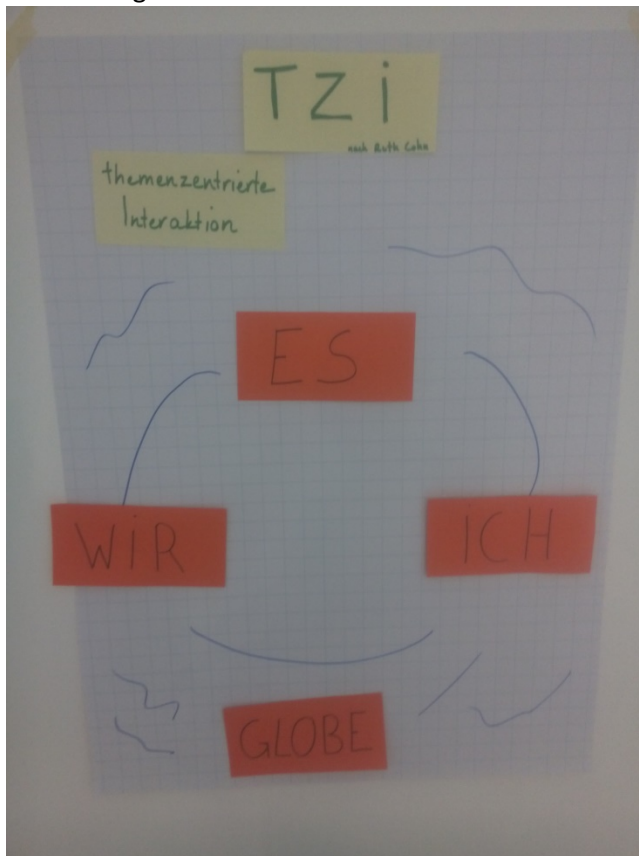 TZi
nach Ruth Cohn
themenzentrierte
Interaktion
ES
WiR
iCH
GLOBE